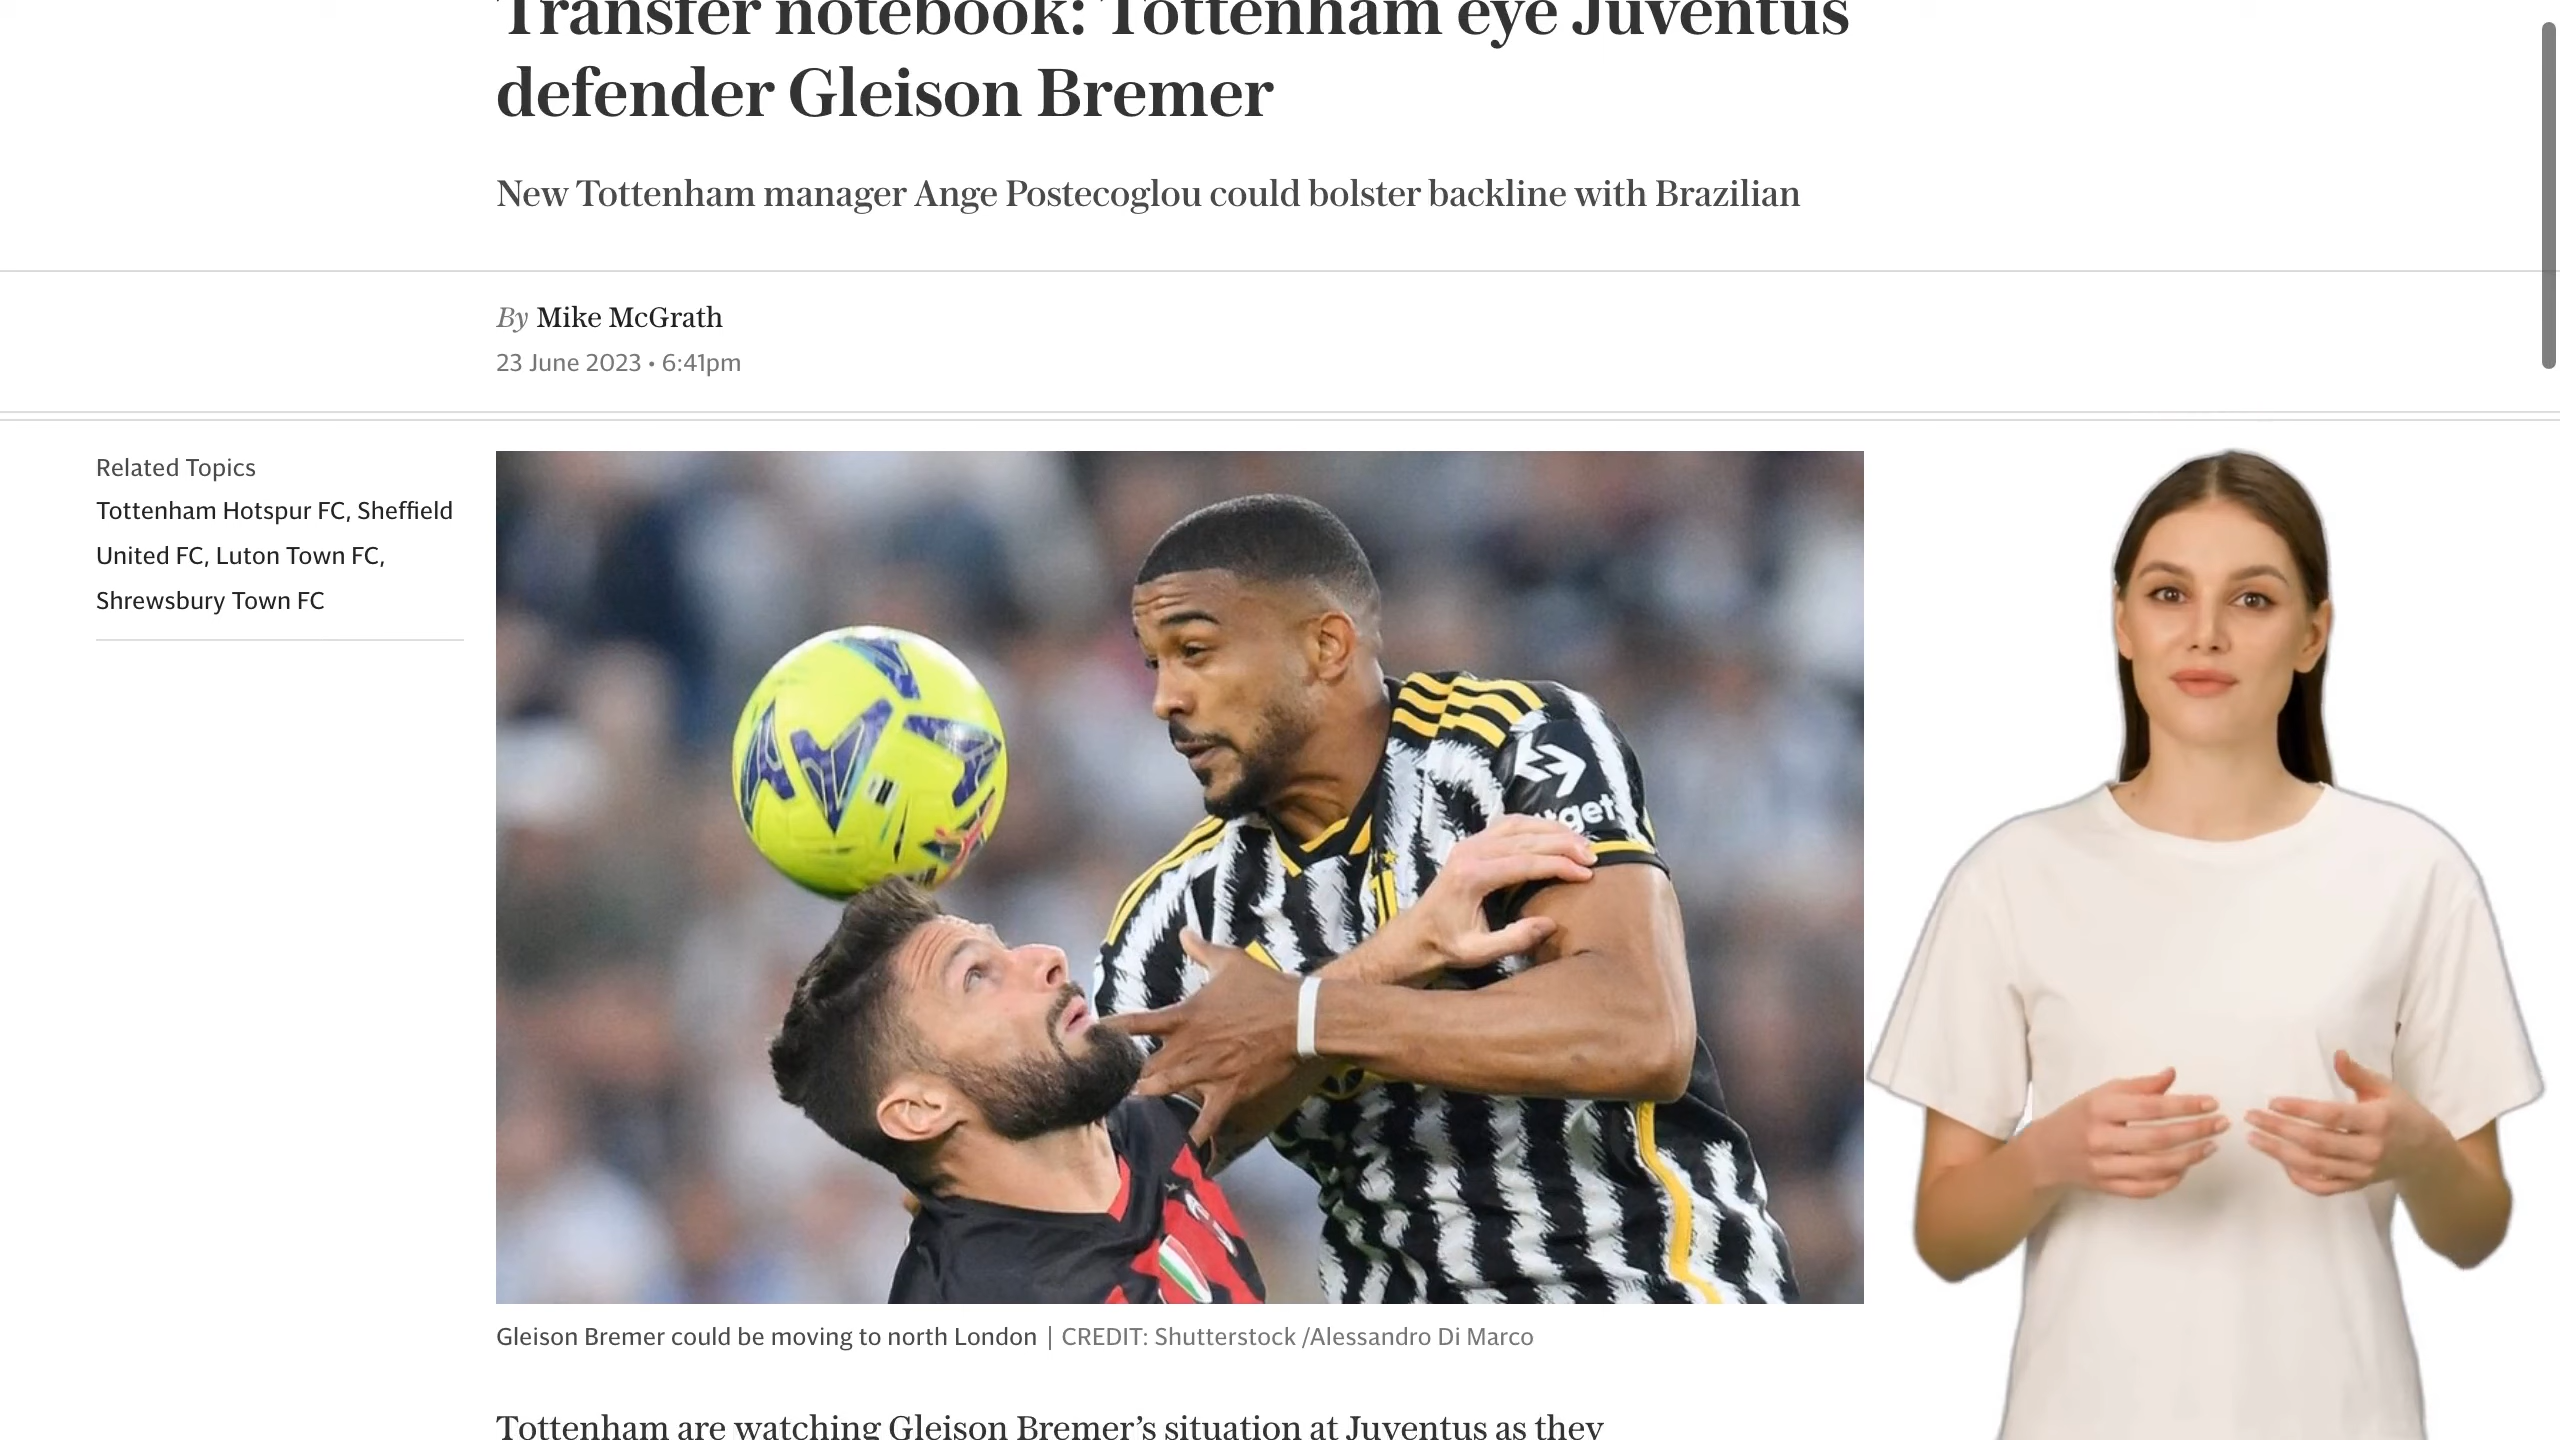 Transfer notebook: Tottenham eye Juventus
defender Gleison Bremer
New Tottenham manager Ange Postecoglou could bolster backline with Brazilian
By Mike McGrath
23 June 2023 • 6:41pm
Related Topics
Tottenham Hotspur FC, Sheffield
United FC, Luton Town FC,
Shrewsbury Town FC
Gleison Bremer could be moving to north London | CREDIT: Shutterstock /Alessandro Di Marco
Tottenham are watching Gleison Bremer’s situation at Juventus as they